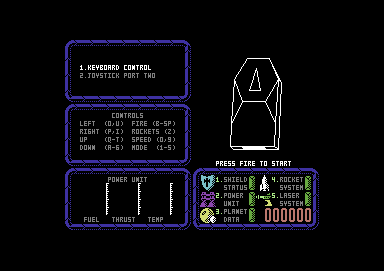 1.KEYBOARD CONTROL
2.JOYSTICK PORT TWO
CONTROLS
LEFT (O,U) FIRE (B-SP)
RIGHT (P,I) ROCKETS (Z)
UP (Q-T) SPEED (0,9)
DOWN (A-G) MODE (1-5)
PRESS FIRE TO START
POWER UNIT
FUEL THRUST TEMP
1.SHIELD STATUS
2.POWER UNIT
3.PLANET DATA
4.ROCKET SYSTEM
5.LASER SYSTEM
000000